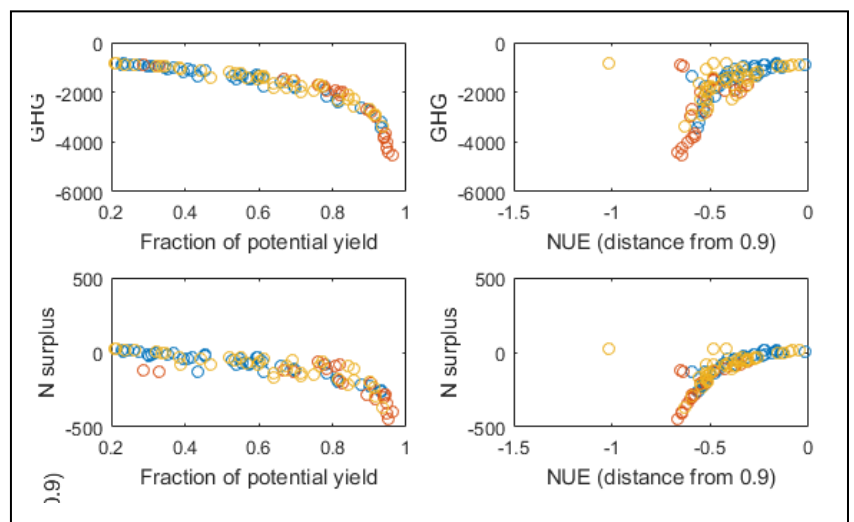 0
-2000
-4000
-6000
GHG
0.2 0.4 0.6 0.8 1
Fraction of potential yield
0
-2000
-4000
-6000
GHG
-1.5 -1 -0.5 0
NUE (distance from 0.9)
500
0
-500
N surplus
0.2 0.4 0.6 0.8 1
Fraction of potential yield
500
0
-500
N surplus
-1.5 -1 -0.5 0
NUE (distance from 0.9)
0.9)